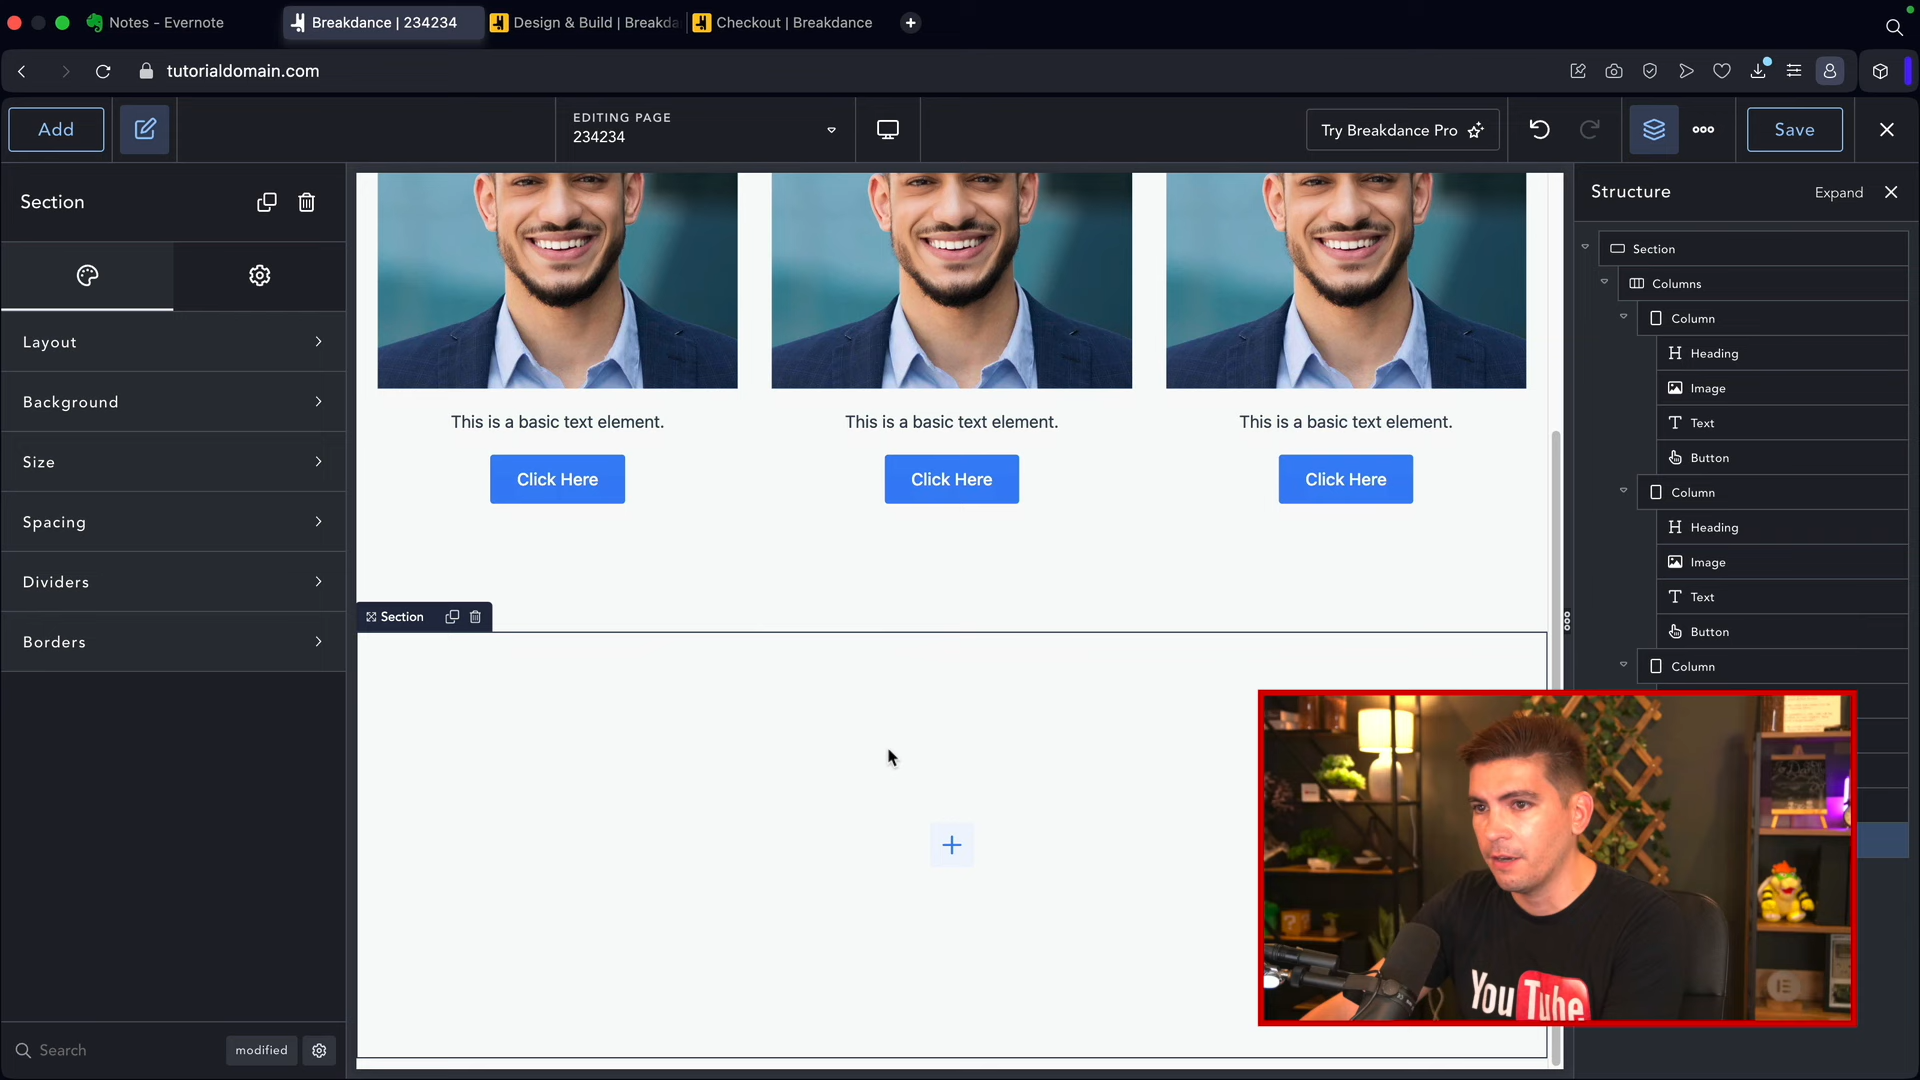 Notes - Evernote
Breakdance | 234234
Design & Build | Breakda
Checkout | Breakdance
tutorialdomain.com
Add
EDITING PAGE
234234
Try Breakdance Pro
Save
Section
Layout
Background
Size
Spacing
Dividers
Borders
Search
modified
This is a basic text element.
This is a basic text element.
This is a basic text element.
Click Here
Click Here
Click Here
Section
Structure
Expand
Section
Columns
Column
Heading
Image
Text
Button
Column
Heading
Image
Text
Button
Column
You Tube